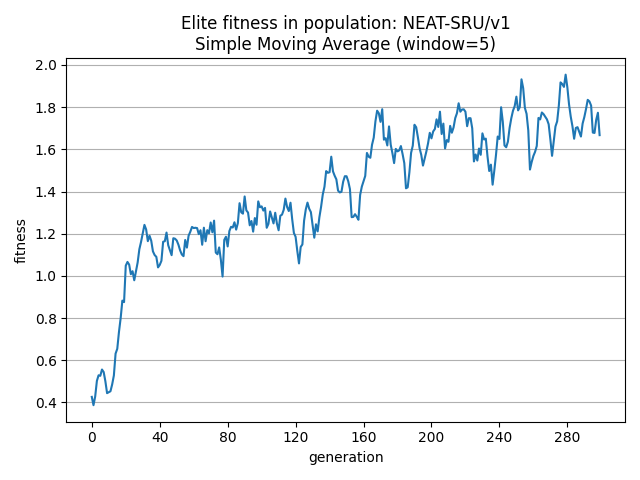 Elite fitness in population: NEAT-SRU/v1
Simple Moving Average (window=5)
2.0
1.8
1.6
1.4
1.2
1.0
0.8
0.6
0.4
fitness
0 40 80 120 160 200 240 280
generation